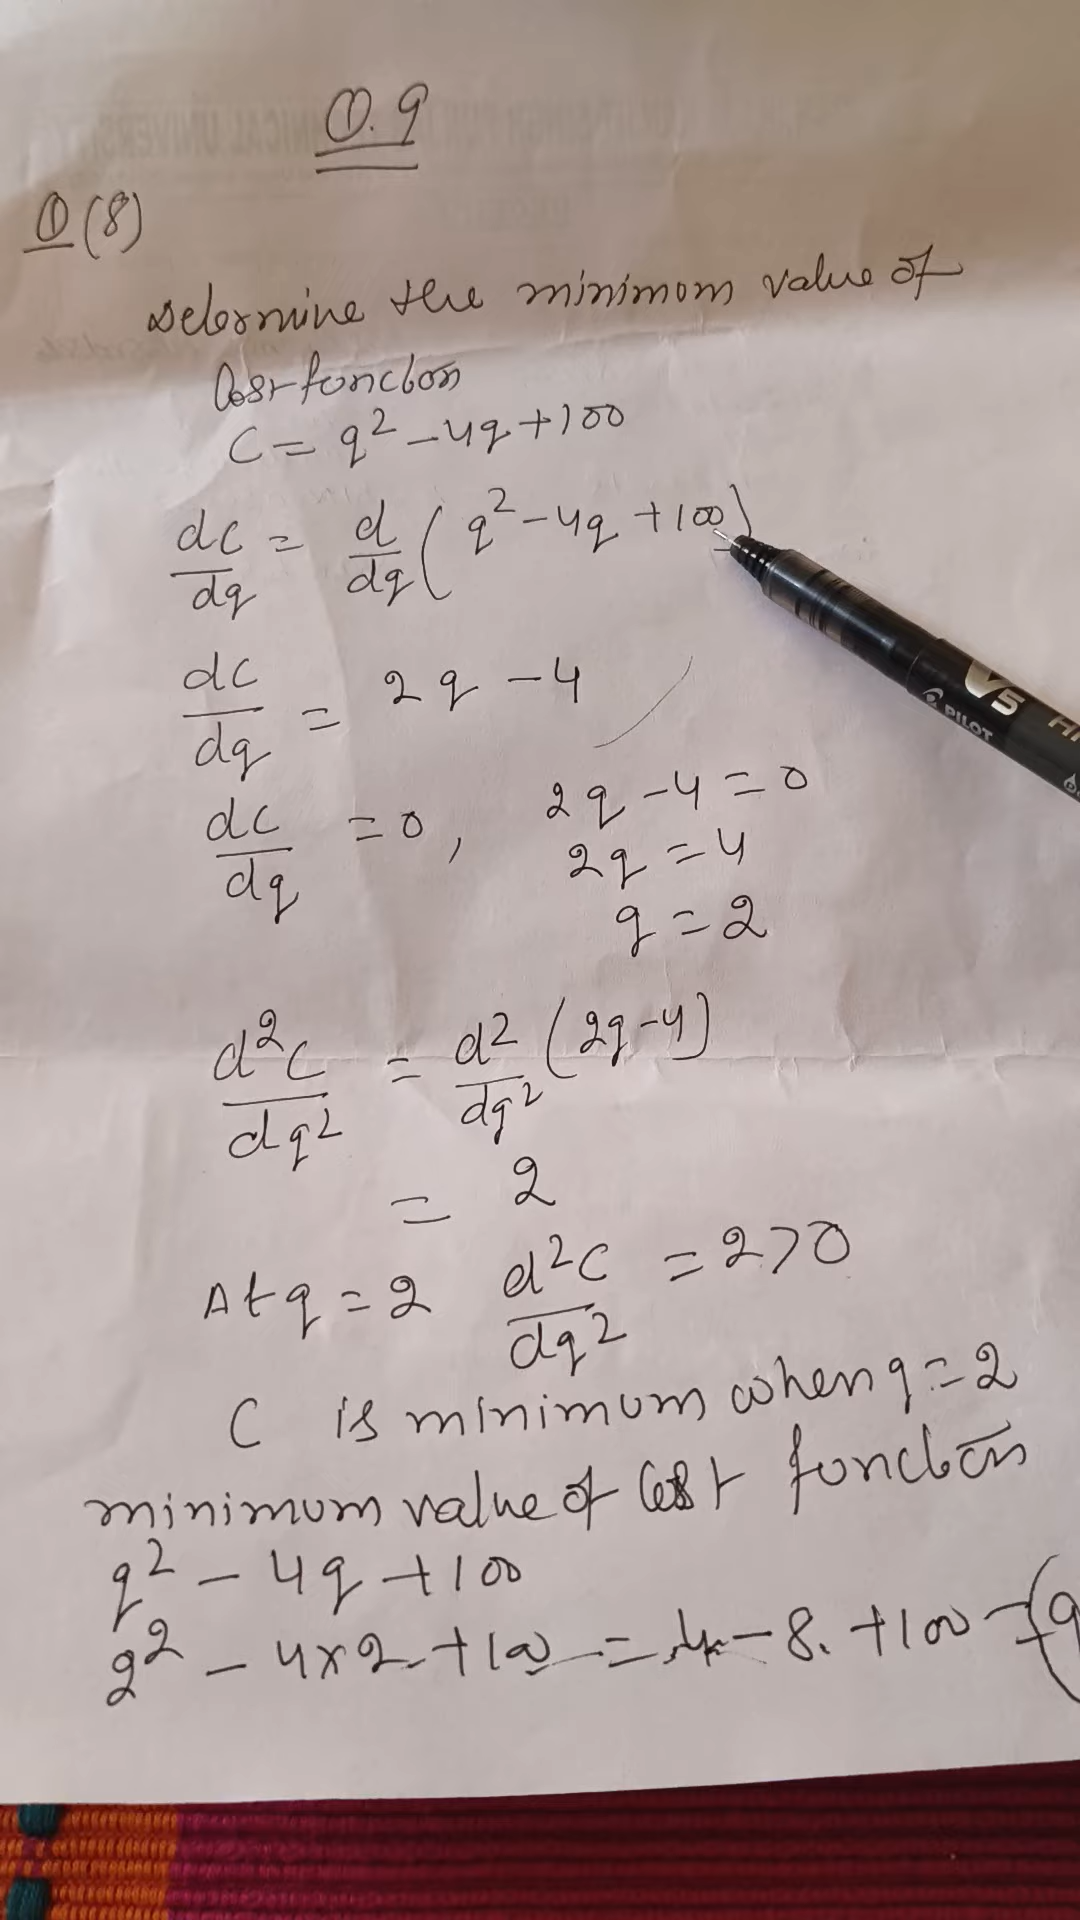 Q.9
Q(8)
Determine the minimum value of
Cost function
C = q² - 4q + 100
dC/dq = d/dq (q² - 4q + 100)
dC/dq = 2q - 4
dC/dq = 0, 2q - 4 = 0
2q = 4
q = 2
d²C/dq² = d²/dq² (2q - 4)
= 2
At q = 2 d²C/dq² = 2 > 0
C is minimum when q = 2
minimum value of Cost function
q² - 4q + 100
2² - 4×2 + 100 = 4 - 8 + 100 = 9
V5
PILOT